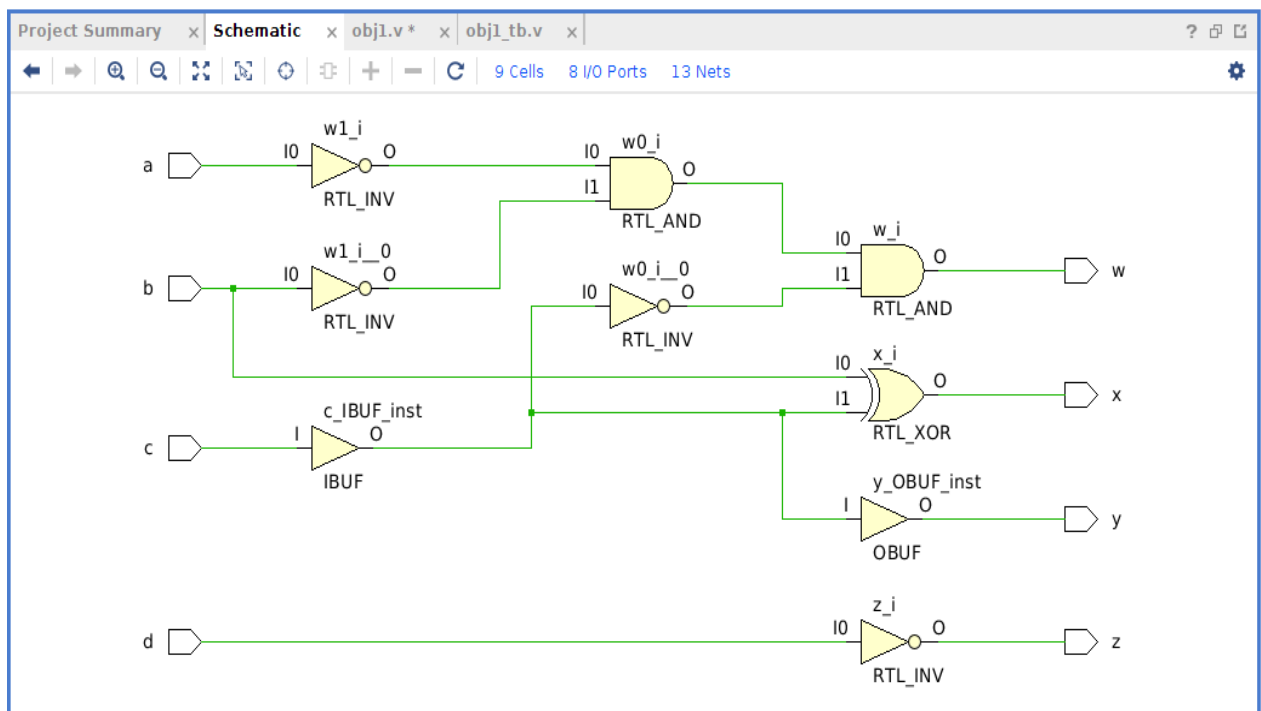 Project Summary x Schematic x obj1.v * x obj1_tb.v x ?
9 Cells 8 I/O Ports 13 Nets
w1_i
a I0 O
RTL_INV
w0_i
I0 O
I1
RTL_AND
w1_i__0
b I0 O
RTL_INV
w0_i__0
I0 O
RTL_INV
w_i
I0 O
I1 w
RTL_AND
x_i
I0 O
I1 x
RTL_XOR
c_IBUF_inst
c I O
IBUF
y_OBUF_inst
I O y
OBUF
z_i
d I0 O z
RTL_INV